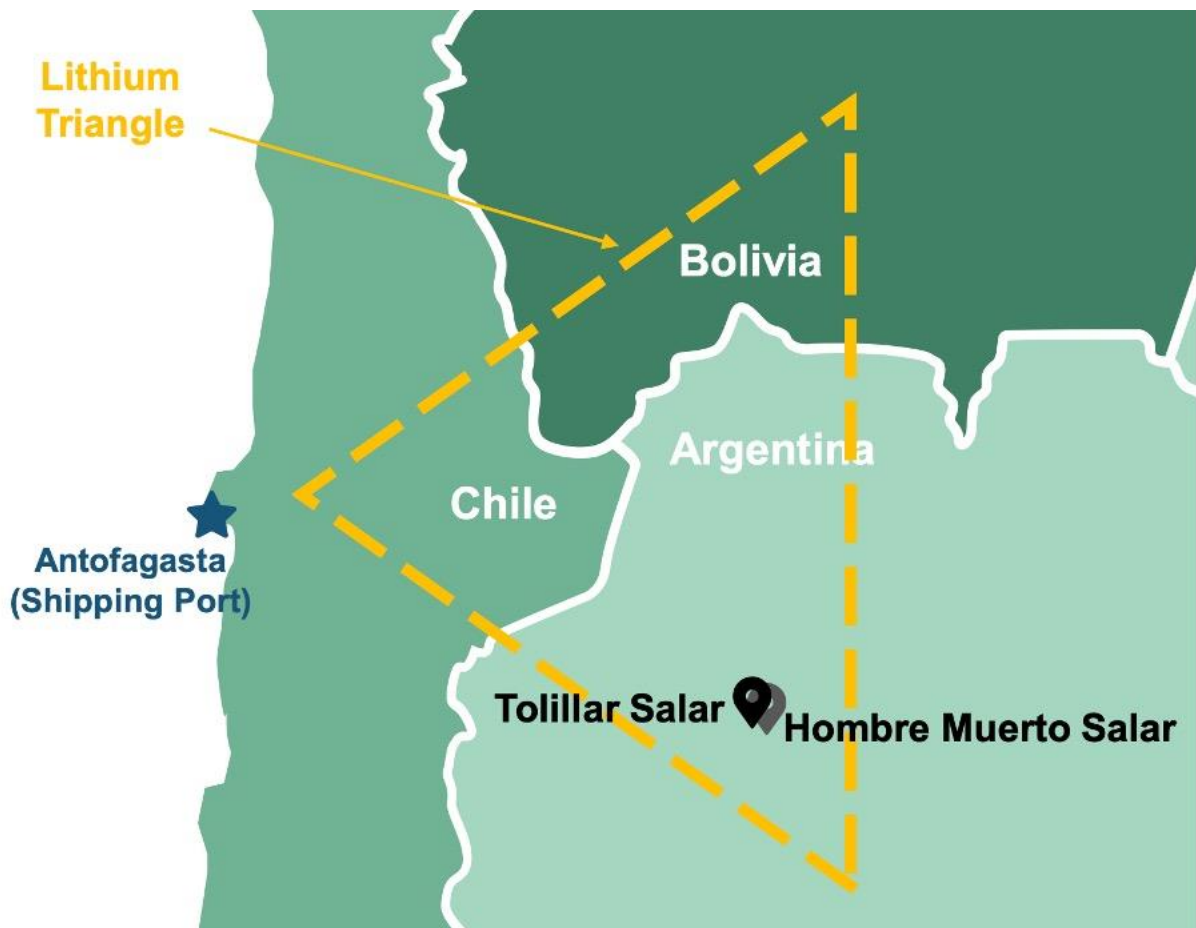 Lithium
Triangle
Bolivia
Argentina
Chile
Antofagasta
(Shipping Port)
Tolillar Salar
Hombre Muerto Salar